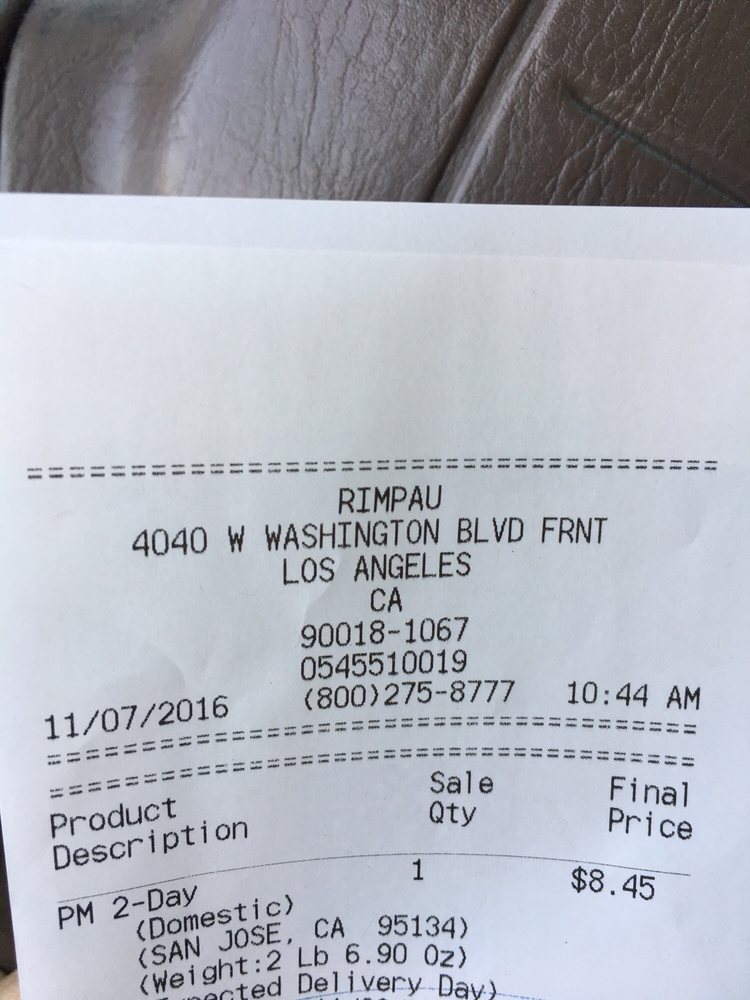 ================================
RIMPAU
4040 W WASHINGTON BLVD FRNT
LOS ANGELES
CA
90018-1067
0545510019
11/07/2016 (800)275-8777 10:44 AM
================================
================================
Product Sale Final
Description Qty Price
PM 2-Day 1 $8.45
(Domestic)
(SAN JOSE, CA 95134)
(Weight:2 Lb 6.90 Oz)
Delivery Day)